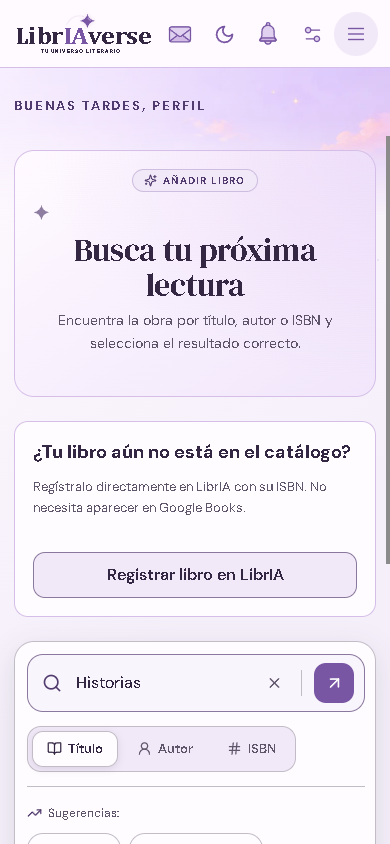 LibrIAverse
TU UNIVERSO LITERARIO
BUENAS TARDES, PERFIL
AÑADIR LIBRO
Busca tu próxima
lectura
Encuentra la obra por título, autor o ISBN y
selecciona el resultado correcto.
¿Tu libro aún no está en el catálogo?
Regístralo directamente en LibrIA con su ISBN. No
necesita aparecer en Google Books.
Registrar libro en LibrIA
Historias
Título Autor ISBN
Sugerencias: